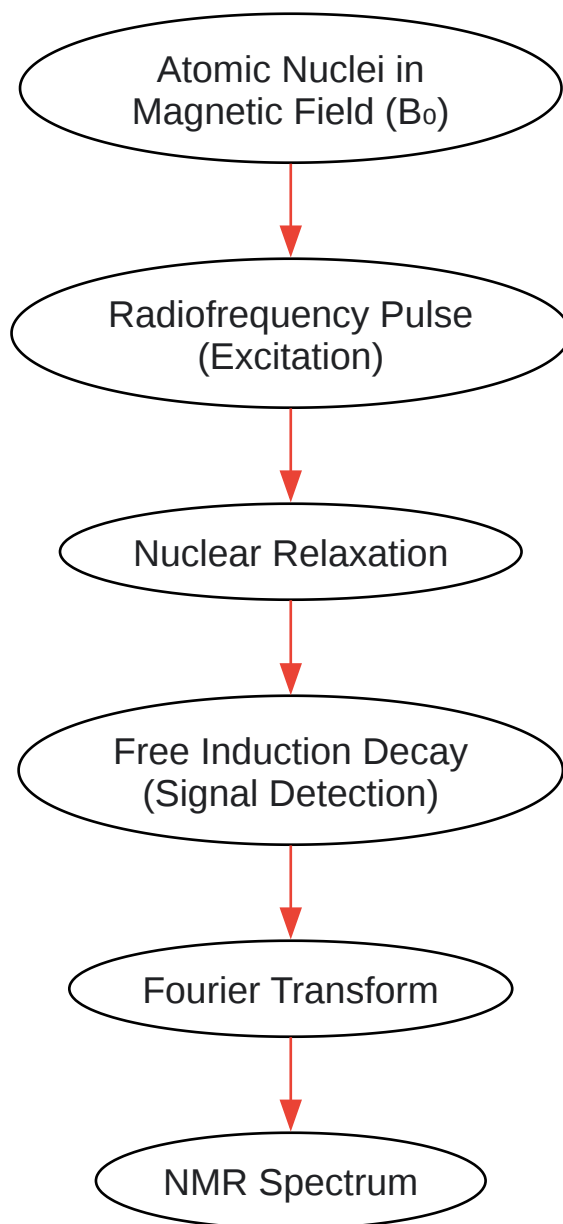 Atomic Nuclei in
Magnetic Field (B₀)
Radiofrequency Pulse
(Excitation)
Nuclear Relaxation
Free Induction Decay
(Signal Detection)
Fourier Transform
NMR Spectrum